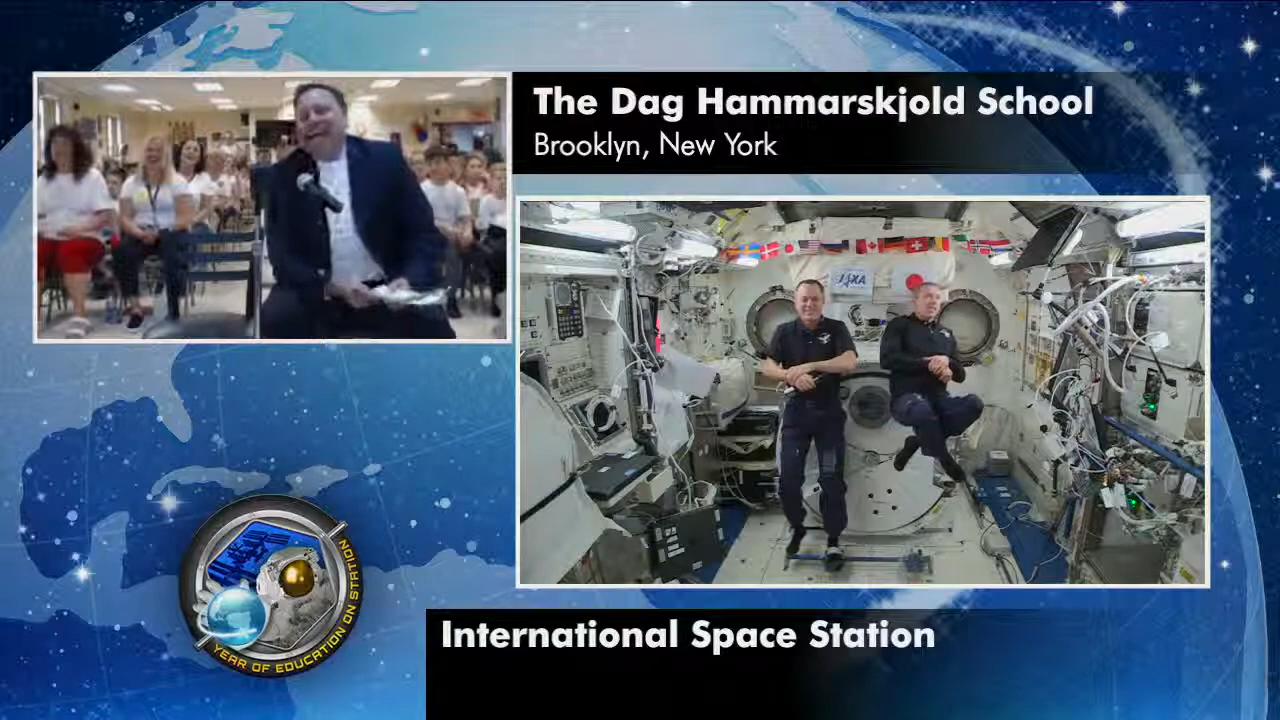 The Dag Hammarskjold School
Brooklyn, New York
JAXA
YEAR OF EDUCATION ON STATION
International Space Station